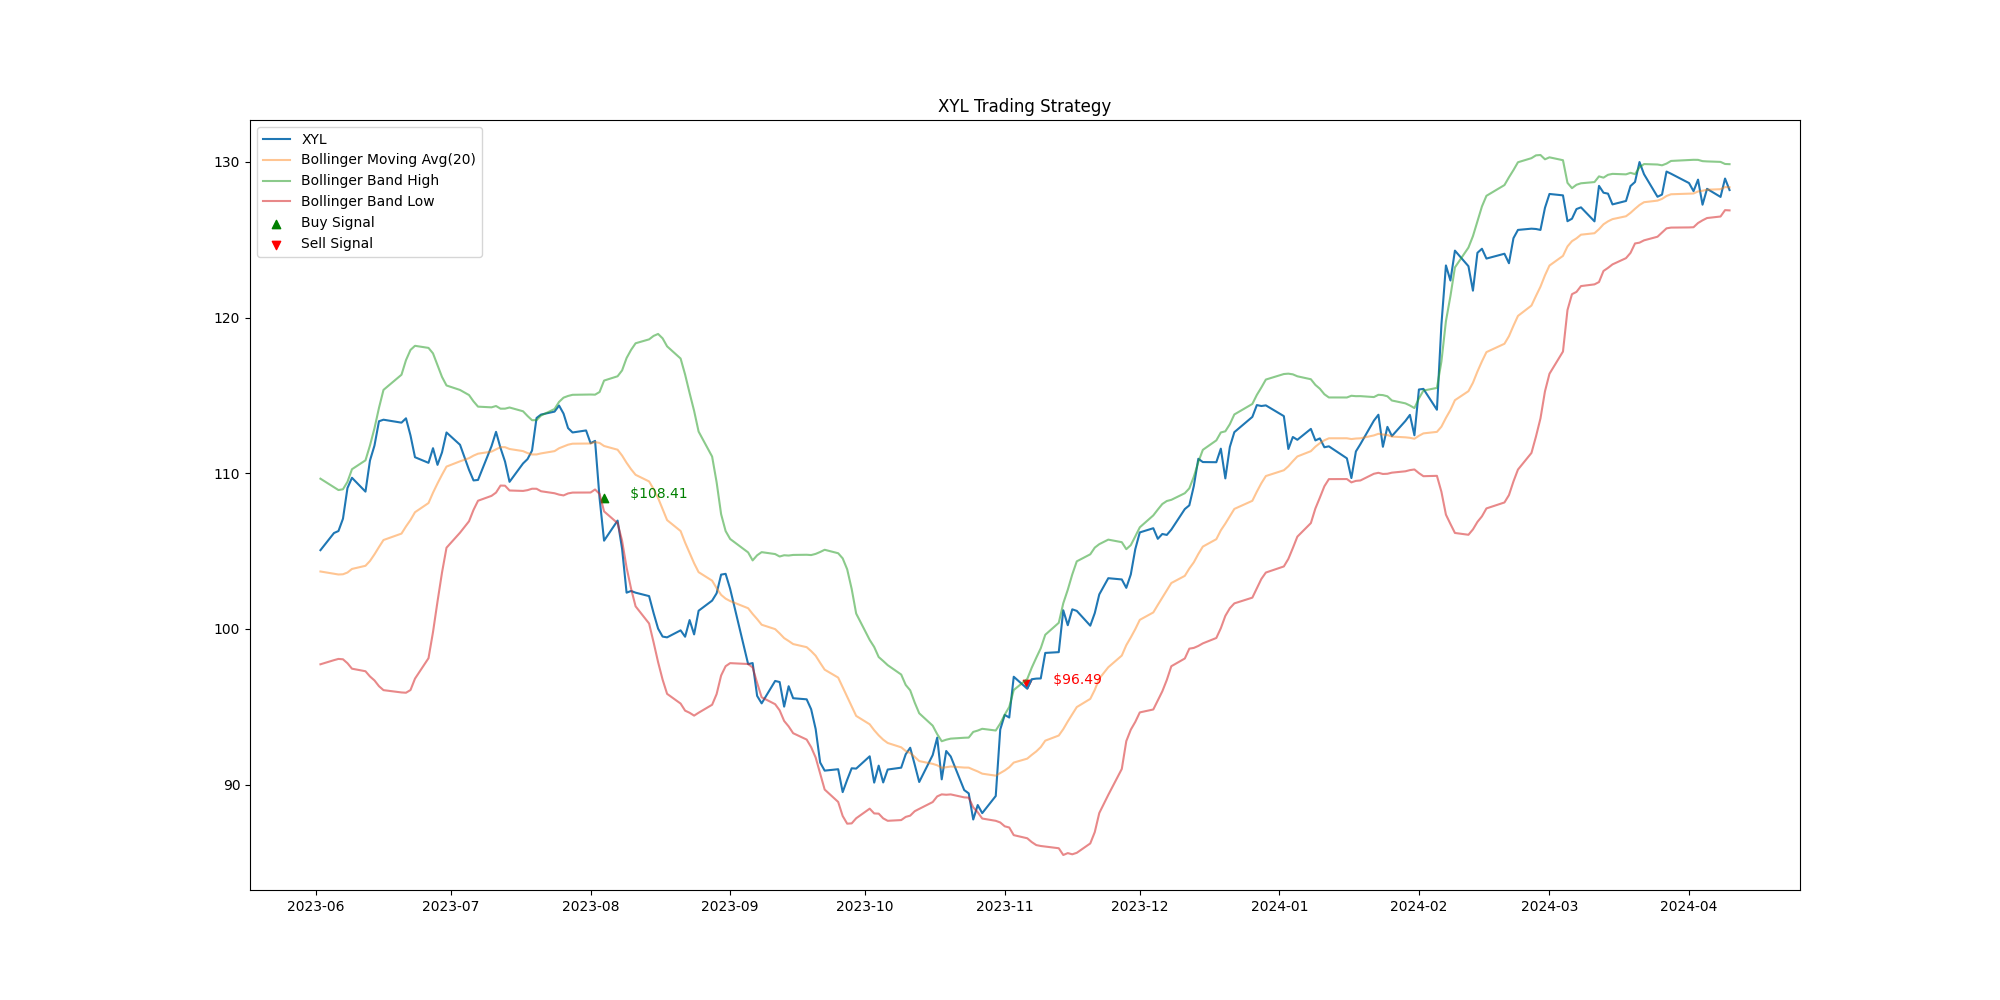 XYL Trading Strategy
XYL
Bollinger Moving Avg(20)
Bollinger Band High
Bollinger Band Low
Buy Signal
Sell Signal
130
120
110
100
90
$108.41
$96.49
2023-06 2023-07 2023-08 2023-09 2023-10 2023-11 2023-12 2024-01 2024-02 2024-03 2024-04